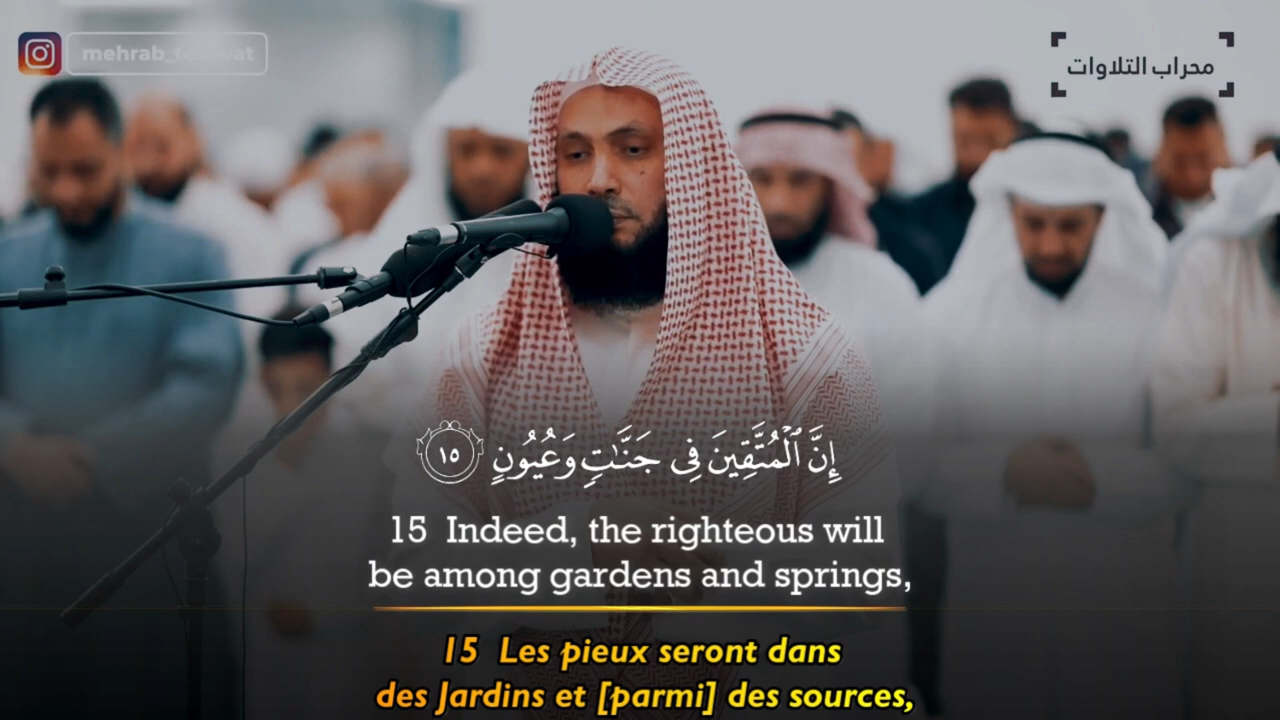 محراب التلاوات
إِنَّ ٱلْمُتَّقِينَ فِى جَنَّـٰتٍ وَعُيُونٍ ١٥
15 Indeed, the righteous will
be among gardens and springs,
15 Les pieux seront dans
des Jardins et [parmi] des sources,